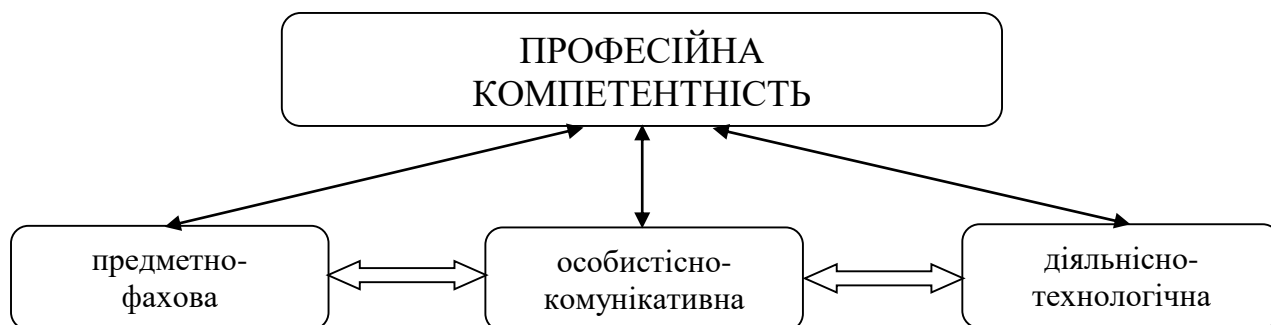 ПРОФЕСІЙНА
КОМПЕТЕНТНІСТЬ
предметно-
фахова
особистісно-
комунікативна
діяльнісно-
технологічна